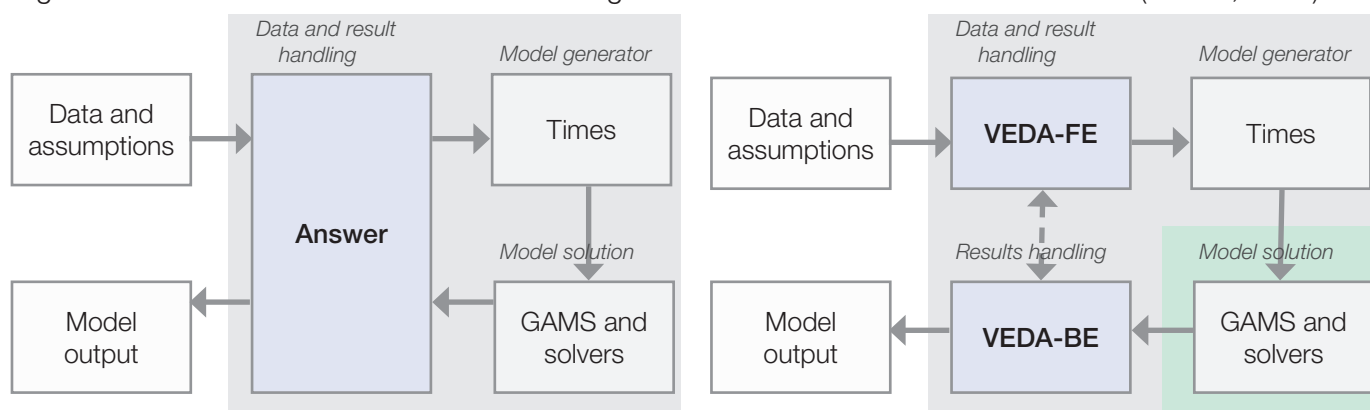 Data and result
handling
Model generator
Data and
assumptions
Times
Answer
Model solution
Model
output
GAMS and
solvers
Data and result
handling
Model generator
Data and
assumptions
VEDA-FE
Times
Results handling
Model solution
Model
output
VEDA-BE
GAMS and
solvers